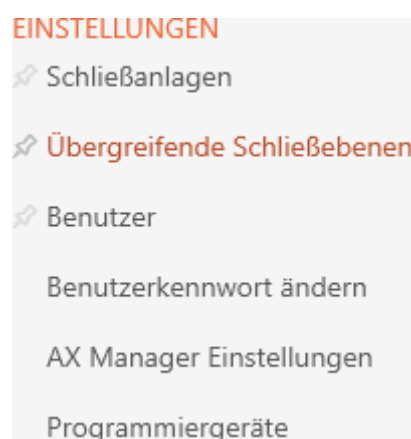 EINSTELLUNGEN
Schließanlagen
Übergreifende Schließebenen
Benutzer
Benutzerkennwort ändern
AX Manager Einstellungen
Programmiergeräte